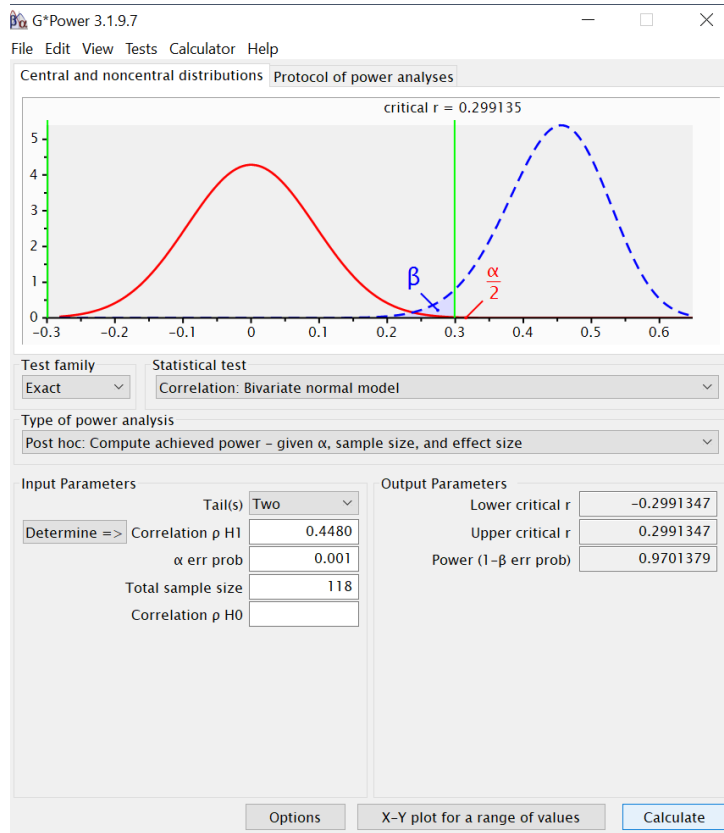 G*Power 3.1.9.7
File Edit View Tests Calculator Help
Central and noncentral distributions Protocol of power analyses
critical r = 0.299135
5
4
3
2
1
0
β
α
2
-0.3 -0.2 -0.1 0 0.1 0.2 0.3 0.4 0.5 0.6
Test family Statistical test
Exact Correlation: Bivariate normal model
Type of power analysis
Post hoc: Compute achieved power – given α, sample size, and effect size
Input Parameters Output Parameters
Tail(s) Two Lower critical r -0.2991347
Determine => Correlation ρ H1 0.4480 Upper critical r 0.2991347
α err prob 0.001 Power (1-β err prob) 0.9701379
Total sample size 118
Correlation ρ H0
Options X-Y plot for a range of values Calculate